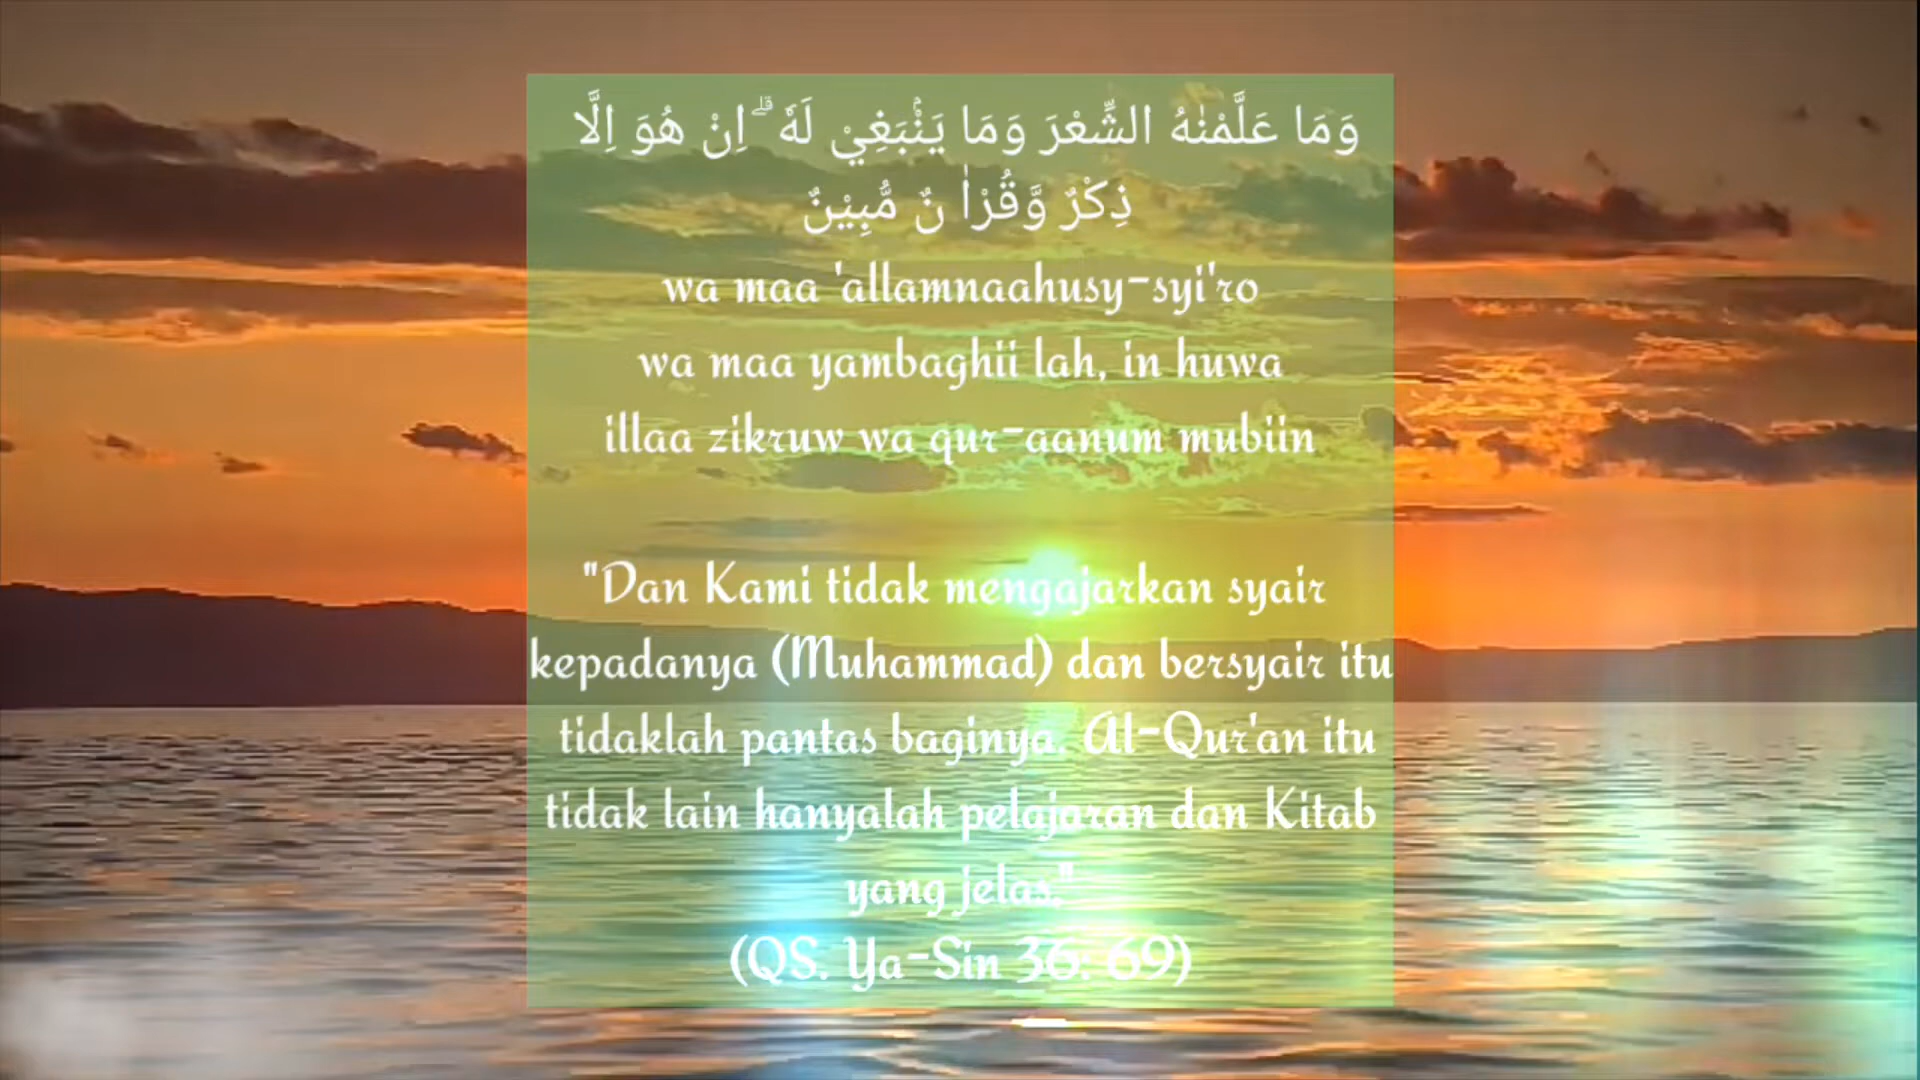 وَمَا عَلَّمْنٰهُ الشِّعْرَ وَمَا يَنْۢبَغِيْ لَهٗ ۗاِنْ هُوَ اِلَّا
ذِكْرٌ وَّقُرْاٰ نٌ مُّبِيْنٌ
wa maa 'allamnaahusy-syi'ro
wa maa yambaghii lah, in huwa
illaa zikruw wa qur-aanum mubiin
"Dan Kami tidak mengajarkan syair
kepadanya (Muhammad) dan bersyair itu
tidaklah pantas baginya. Al-Qur'an itu
tidak lain hanyalah pelajaran dan Kitab
yang jelas,"
(QS. Ya-Sin 36: 69)